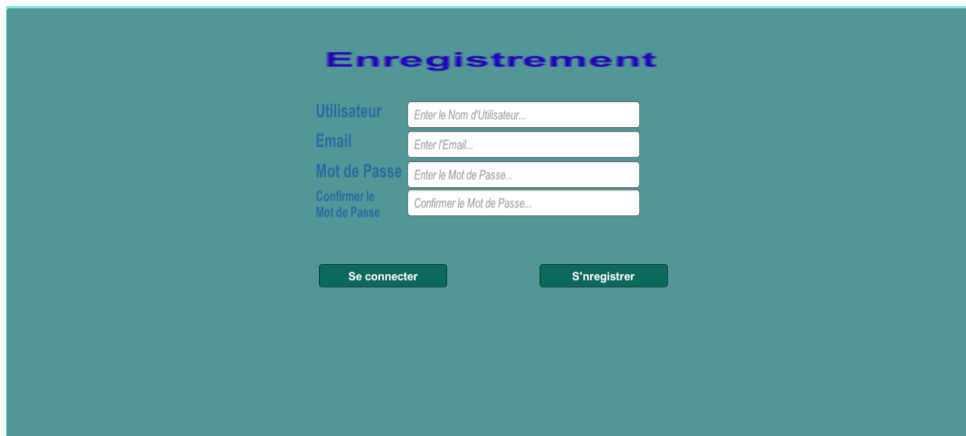 Enregistrement
Utilisateur
Enter le Nom d'Utilisateur...
Email
Enter l'Email...
Mot de Passe
Enter le Mot de Passe...
Confirmer le
Mot de Passe
Confirmer le Mot de Passe...
Se connecter
S'nregistrer